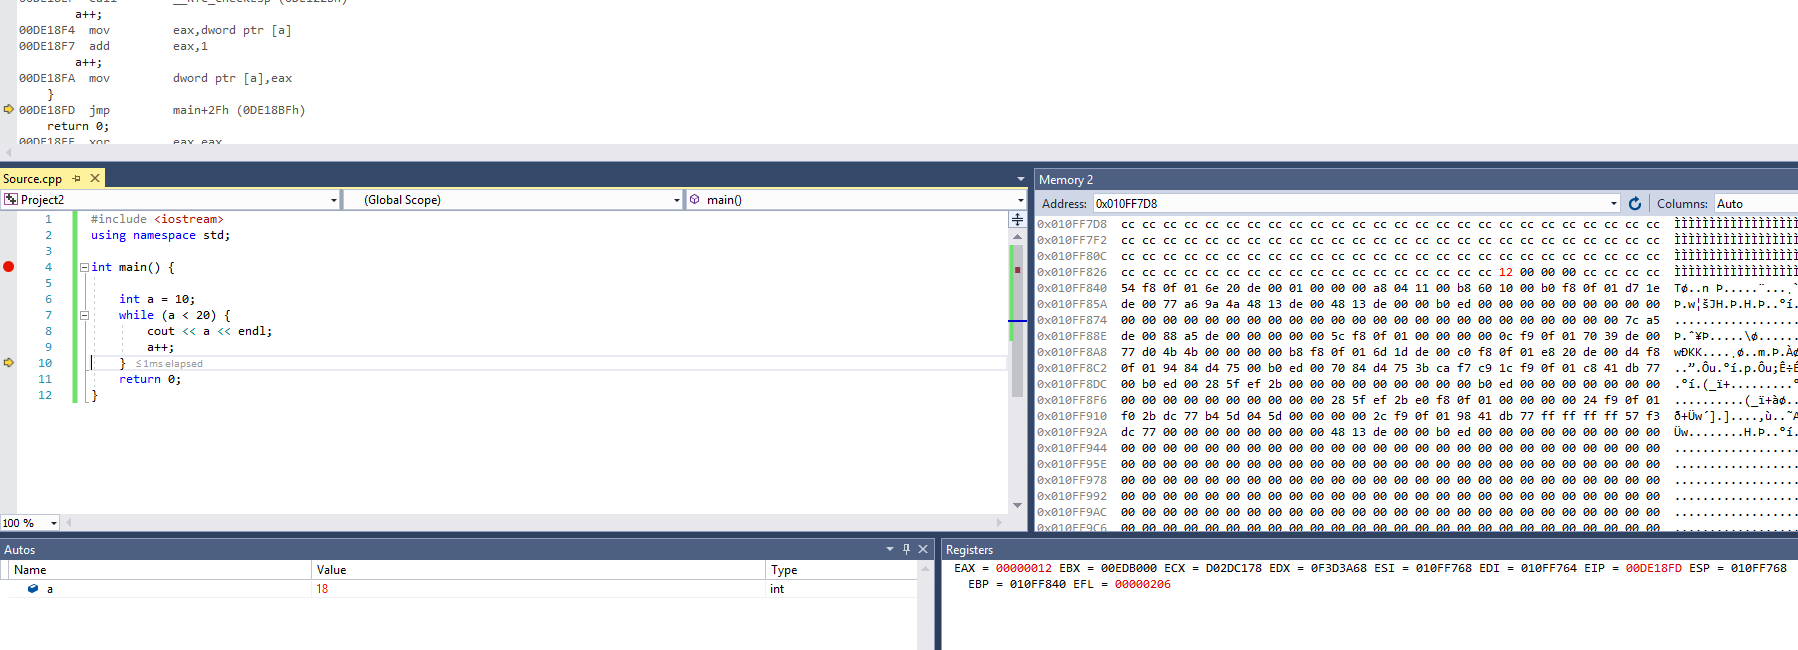 a++;
00DE18F4 mov eax,dword ptr [a]
00DE18F7 add eax,1
a++;
00DE18FA mov dword ptr [a],eax
}
00DE18FD jmp main+2Fh (0DE18BFh)
return 0;
Source.cpp
Project2 (Global Scope) main()
1 #include <iostream>
2 using namespace std;
3
4 int main() {
5
6 int a = 10;
7 while (a < 20) {
8 cout << a << endl;
9 a++;
10 } ≤1ms elapsed
11 return 0;
12 }
100 %
Memory 2
Address: 0x010FF7D8 Columns: Auto
0x010FF7D8 cc cc cc cc cc cc cc cc cc cc cc cc cc cc cc cc cc cc cc cc cc cc cc cc cc cc
0x010FF7F2 cc cc cc cc cc cc cc cc cc cc cc cc cc cc cc cc cc cc cc cc cc cc cc cc cc cc
0x010FF80C cc cc cc cc cc cc cc cc cc cc cc cc cc cc cc cc cc cc cc cc cc cc cc cc cc cc
0x010FF826 cc cc cc cc cc cc cc cc cc cc cc cc cc cc cc cc cc cc 12 00 00 00 cc cc cc cc
0x010FF840 54 f8 0f 01 6e 20 de 00 01 00 00 00 a8 04 11 00 b8 60 10 00 b0 f8 0f 01 d7 1e
0x010FF85A de 00 77 a6 9a 4a 48 13 de 00 48 13 de 00 00 b0 ed 00 00 00 00 00 00 00 00 00
0x010FF874 00 00 00 00 00 00 00 00 00 00 00 00 00 00 00 00 00 00 00 00 00 00 00 00 7c a5
0x010FF88E de 00 88 a5 de 00 00 00 00 00 5c f8 0f 01 00 00 00 00 0c f9 0f 01 70 39 de 00
0x010FF8A8 77 d0 4b 4b 00 00 00 00 b8 f8 0f 01 6d 1d de 00 c0 f8 0f 01 e8 20 de 00 d4 f8
0x010FF8C2 0f 01 94 84 d4 75 00 b0 ed 00 70 84 d4 75 3b ca f7 c9 1c f9 0f 01 c8 41 db 77
0x010FF8DC 00 b0 ed 00 28 5f ef 2b 00 00 00 00 00 00 00 00 00 b0 ed 00 00 00 00 00 00 00
0x010FF8F6 00 00 00 00 00 00 00 00 00 00 28 5f ef 2b e0 f8 0f 01 00 00 00 00 24 f9 0f 01
0x010FF910 f0 2b dc 77 b4 5d 04 5d 00 00 00 00 2c f9 0f 01 98 41 db 77 ff ff ff ff 57 f3
0x010FF92A dc 77 00 00 00 00 00 00 00 00 48 13 de 00 00 b0 ed 00 00 00 00 00 00 00 00 00
0x010FF944 00 00 00 00 00 00 00 00 00 00 00 00 00 00 00 00 00 00 00 00 00 00 00 00 00 00
0x010FF95E 00 00 00 00 00 00 00 00 00 00 00 00 00 00 00 00 00 00 00 00 00 00 00 00 00 00
0x010FF978 00 00 00 00 00 00 00 00 00 00 00 00 00 00 00 00 00 00 00 00 00 00 00 00 00 00
0x010FF992 00 00 00 00 00 00 00 00 00 00 00 00 00 00 00 00 00 00 00 00 00 00 00 00 00 00
0x010FF9AC 00 00 00 00 00 00 00 00 00 00 00 00 00 00 00 00 00 00 00 00 00 00 00 00 00 00
0x010FF9C6 00 00 00 00 00 00 00 00 00 00 00 00 00 00 00 00 00 00 00 00 00 00 00 00 00 00
Autos
Name Value Type
a 18 int
Registers
EAX = 00000012 EBX = 00EDB000 ECX = D02DC178 EDX = 0F3D3A68 ESI = 010FF768 EDI = 010FF764 EIP = 00DE18FD ESP = 010FF768
EBP = 010FF840 EFL = 00000206